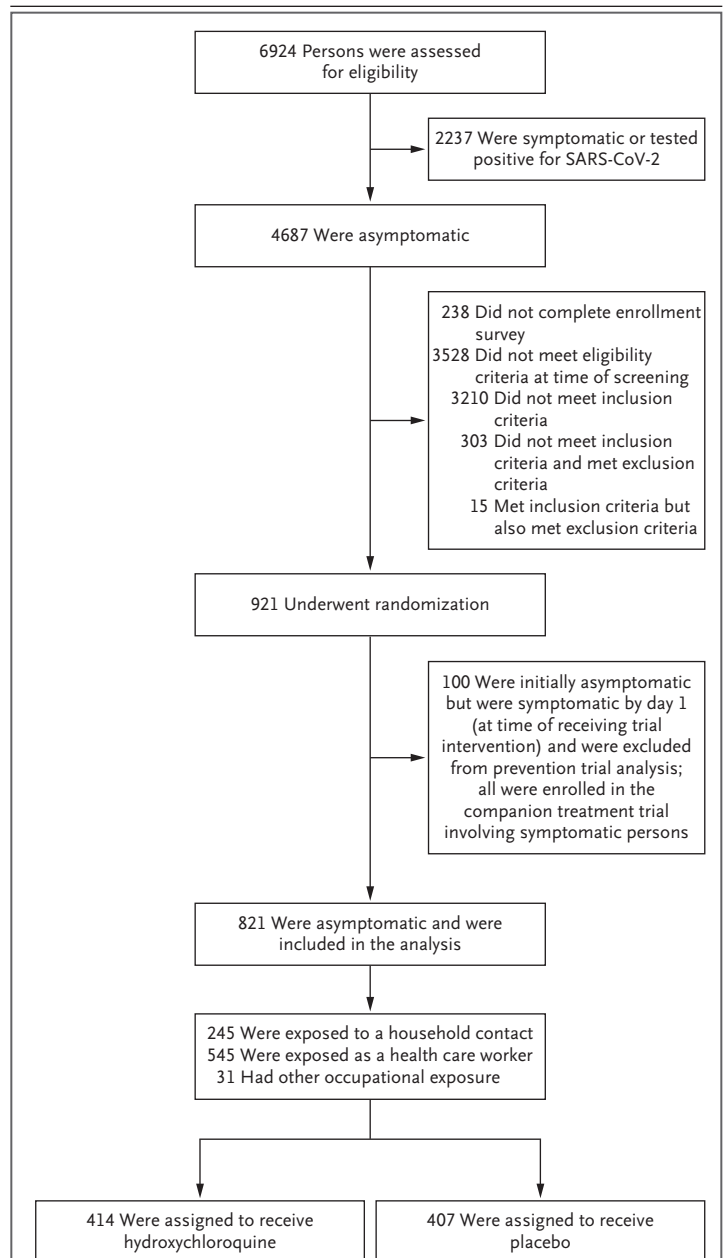 6924 Persons were assessed
for eligibility
2237 Were symptomatic or tested
positive for SARS-CoV-2
4687 Were asymptomatic
238 Did not complete enrollment
survey
3528 Did not meet eligibility
criteria at time of screening
3210 Did not meet inclusion
criteria
303 Did not meet inclusion
criteria and met exclusion
criteria
15 Met inclusion criteria but
also met exclusion criteria
921 Underwent randomization
100 Were initially asymptomatic
but were symptomatic by day 1
(at time of receiving trial
intervention) and were excluded
from prevention trial analysis;
all were enrolled in the
companion treatment trial
involving symptomatic persons
821 Were asymptomatic and were
included in the analysis
245 Were exposed to a household contact
545 Were exposed as a health care worker
31 Had other occupational exposure
414 Were assigned to receive
hydroxychloroquine
407 Were assigned to receive
placebo